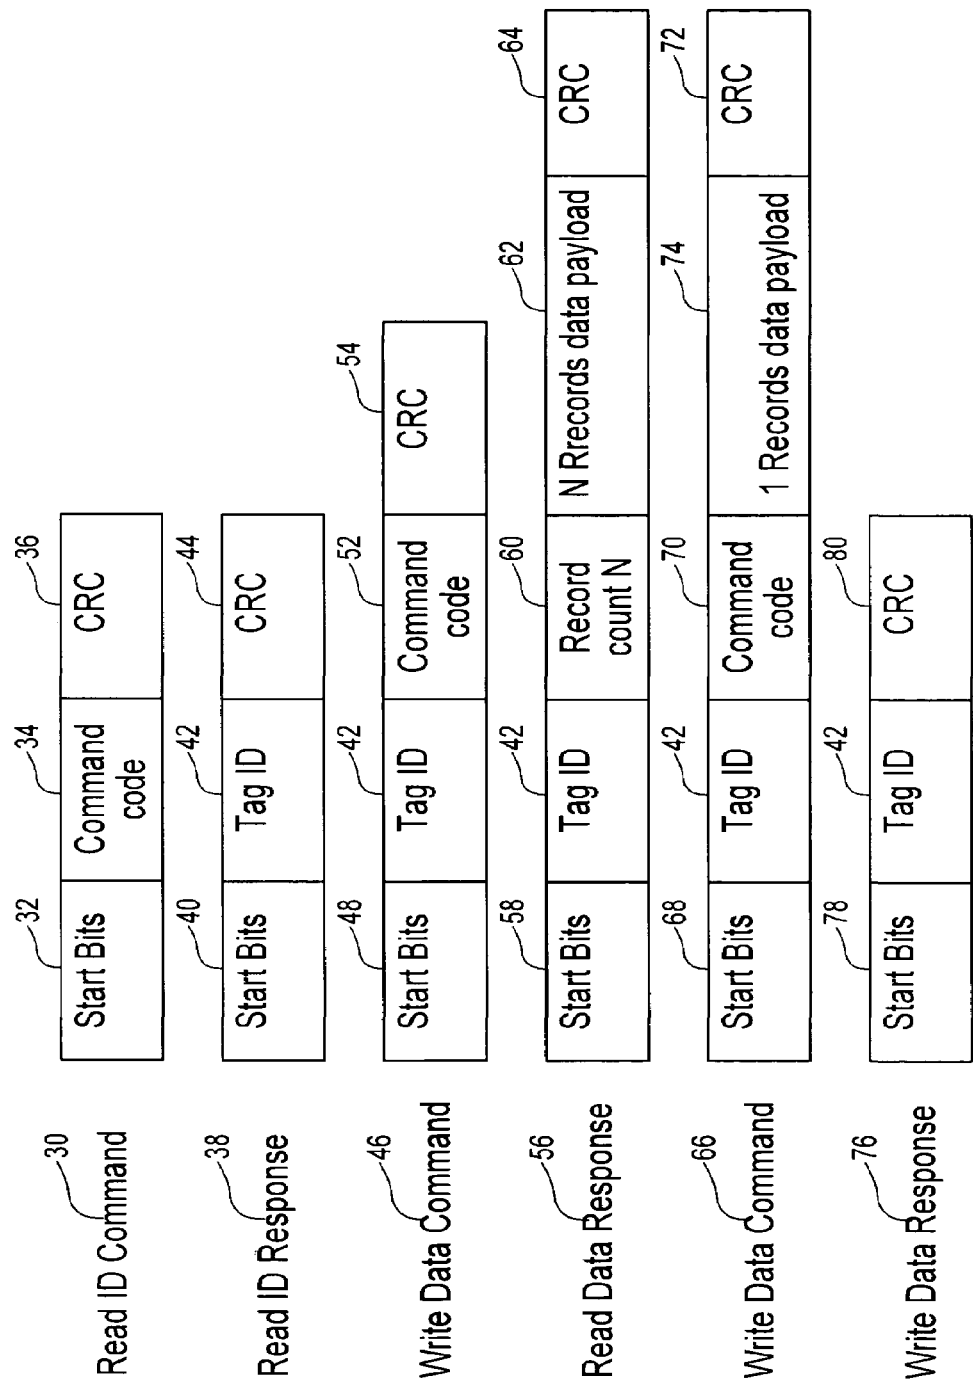 30
Read ID Command
32
34
36
Start Bits
Command
code
CRC
38
Read ID Response
40
42
44
Start Bits
Tag ID
CRC
46
Write Data Command
48
42
52
54
Start Bits
Tag ID
Command
code
CRC
56
Read Data Response
58
42
60
62
64
Start Bits
Tag ID
Record
count N
N Rrecords data payload
CRC
66
Write Data Command
68
42
70
74
72
Start Bits
Tag ID
Command
code
1 Records data payload
CRC
76
Write Data Response
78
42
80
Start Bits
Tag ID
CRC